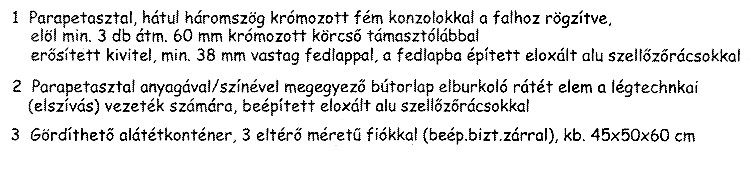 1 Parapetasztal, hátul háromszög krómozott fém konzolokkal a falhoz rögzítve,
elöl min. 3 db átm. 60 mm krómozott körcső támasztólábbal
erősített kivitel, min. 38 mm vastag fedlappal, a fedlapba épített eloxált alu szellőzőrácsokkal
2 Parapetasztal anyagával/színével megegyező bútorlap elburkoló rátét elem a légtechnkai
(elszívás) vezeték számára, beépített eloxált alu szellőzőrácsokkal
3 Gördíthető alátétkonténer, 3 eltérő méretű fiókkal (beép.bizt.zárral), kb. 45x50x60 cm